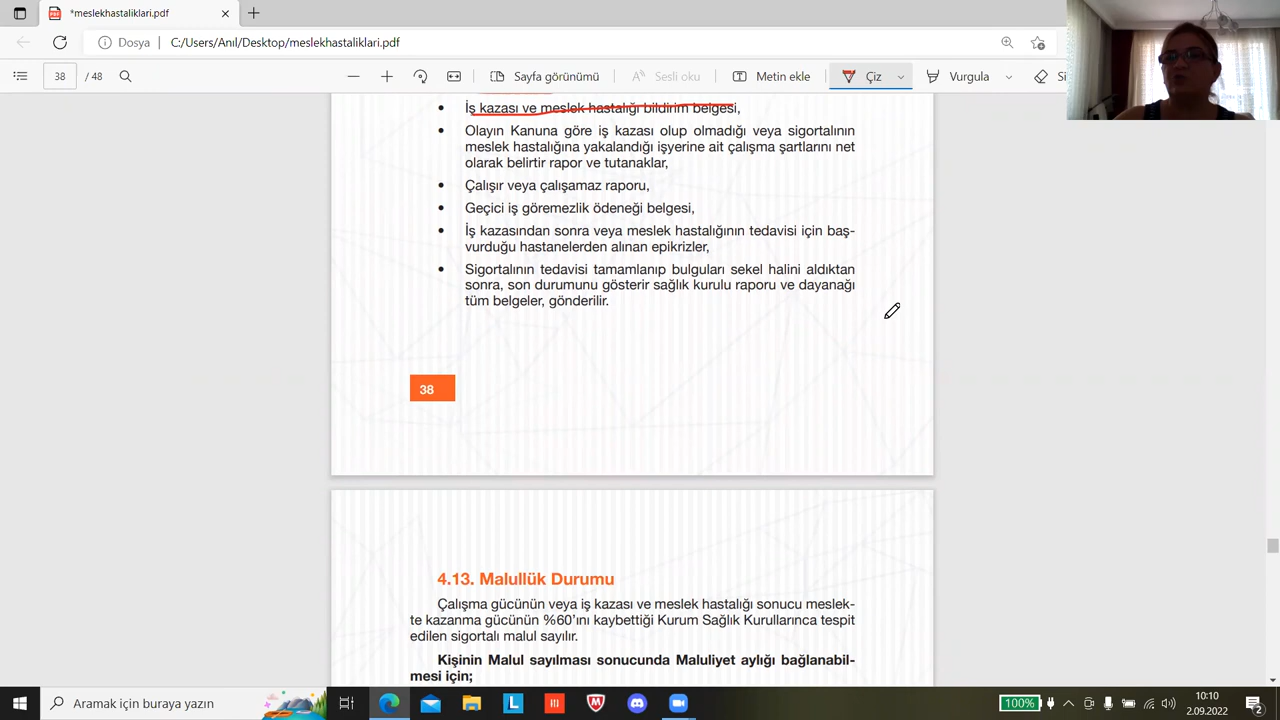 *meslekhastaliklari.pdf
Dosya C:/Users/Anıl/Desktop/meslekhastaliklari.pdf
38 / 48 Sayfa görünümü Sesli oku Metin ekle Çiz Vurgula
• İş kazası ve meslek hastalığı bildirim belgesi,
• Olayın Kanuna göre iş kazası olup olmadığı veya sigortalının
meslek hastalığına yakalandığı işyerine ait çalışma şartlarını net
olarak belirtir rapor ve tutanaklar,
• Çalışır veya çalışamaz raporu,
• Geçici iş göremezlik ödeneği belgesi,
• İş kazasından sonra veya meslek hastalığının tedavisi için baş-
vurduğu hastanelerden alınan epikrizler,
• Sigortalının tedavisi tamamlanıp bulguları sekel halini aldıktan
sonra, son durumunu gösterir sağlık kurulu raporu ve dayanağı
tüm belgeler, gönderilir.
38
4.13. Malullük Durumu
Çalışma gücünün veya iş kazası ve meslek hastalığı sonucu meslek-
te kazanma gücünün %60’ını kaybettiği Kurum Sağlık Kurullarınca tespit
edilen sigortalı malul sayılır.
Kişinin Malul sayılması sonucunda Maluliyet aylığı bağlanabil-
mesi için;
Aramak için buraya yazın
100%
10:10
2.09.2022
2